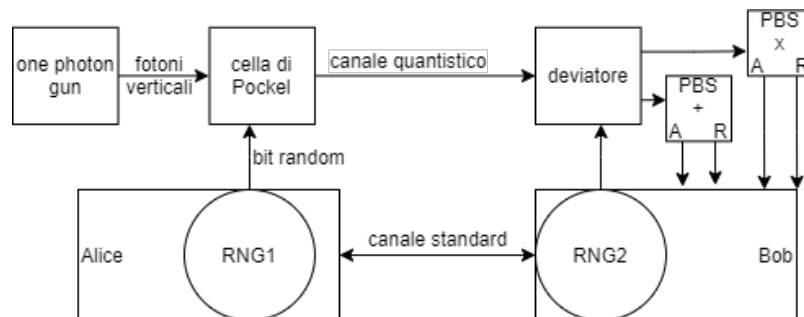 one photon
gun
fotoni
verticali
cella di
Pockel
canale quantistico
deviatore
PBS
x
A R
PBS
+
A R
bit random
Alice
RNG1
canale standard
RNG2
Bob